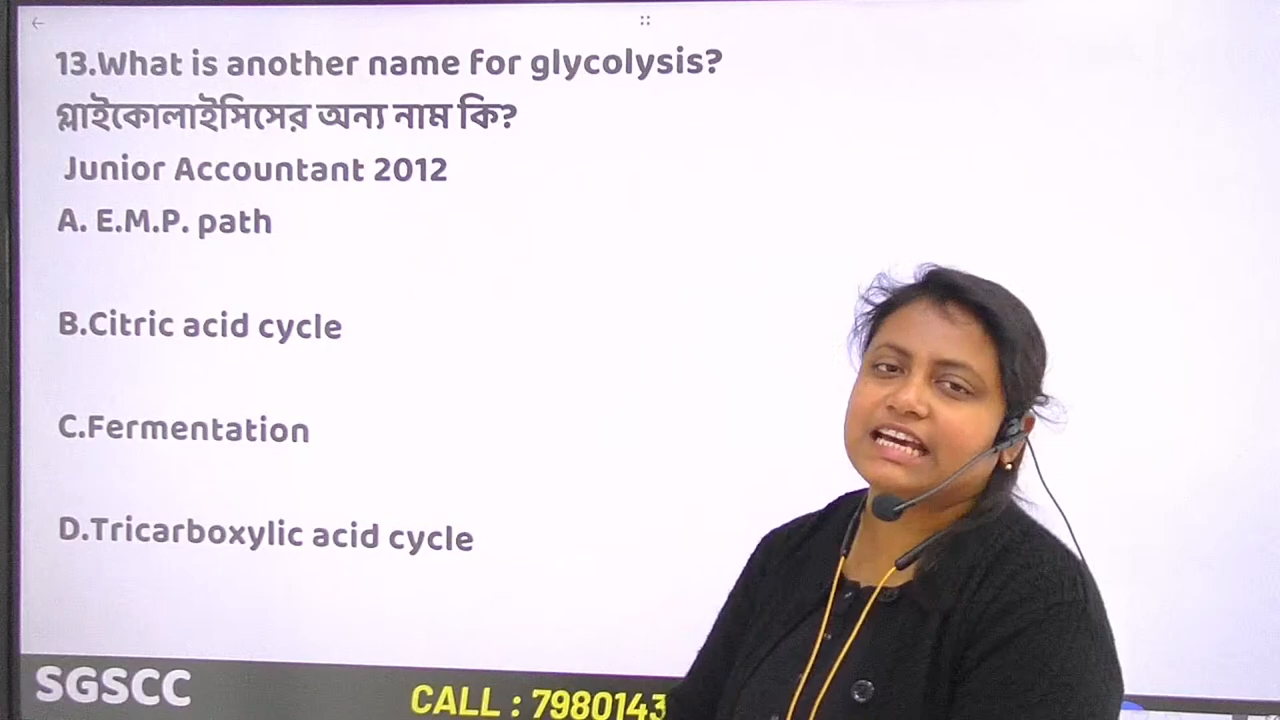 13.What is another name for glycolysis?
গ্লাইকোলাইসিসের অন্য নাম কি?
Junior Accountant 2012
A. E.M.P. path
B.Citric acid cycle
C.Fermentation
D.Tricarboxylic acid cycle
SGSCC
CALL : 7980143